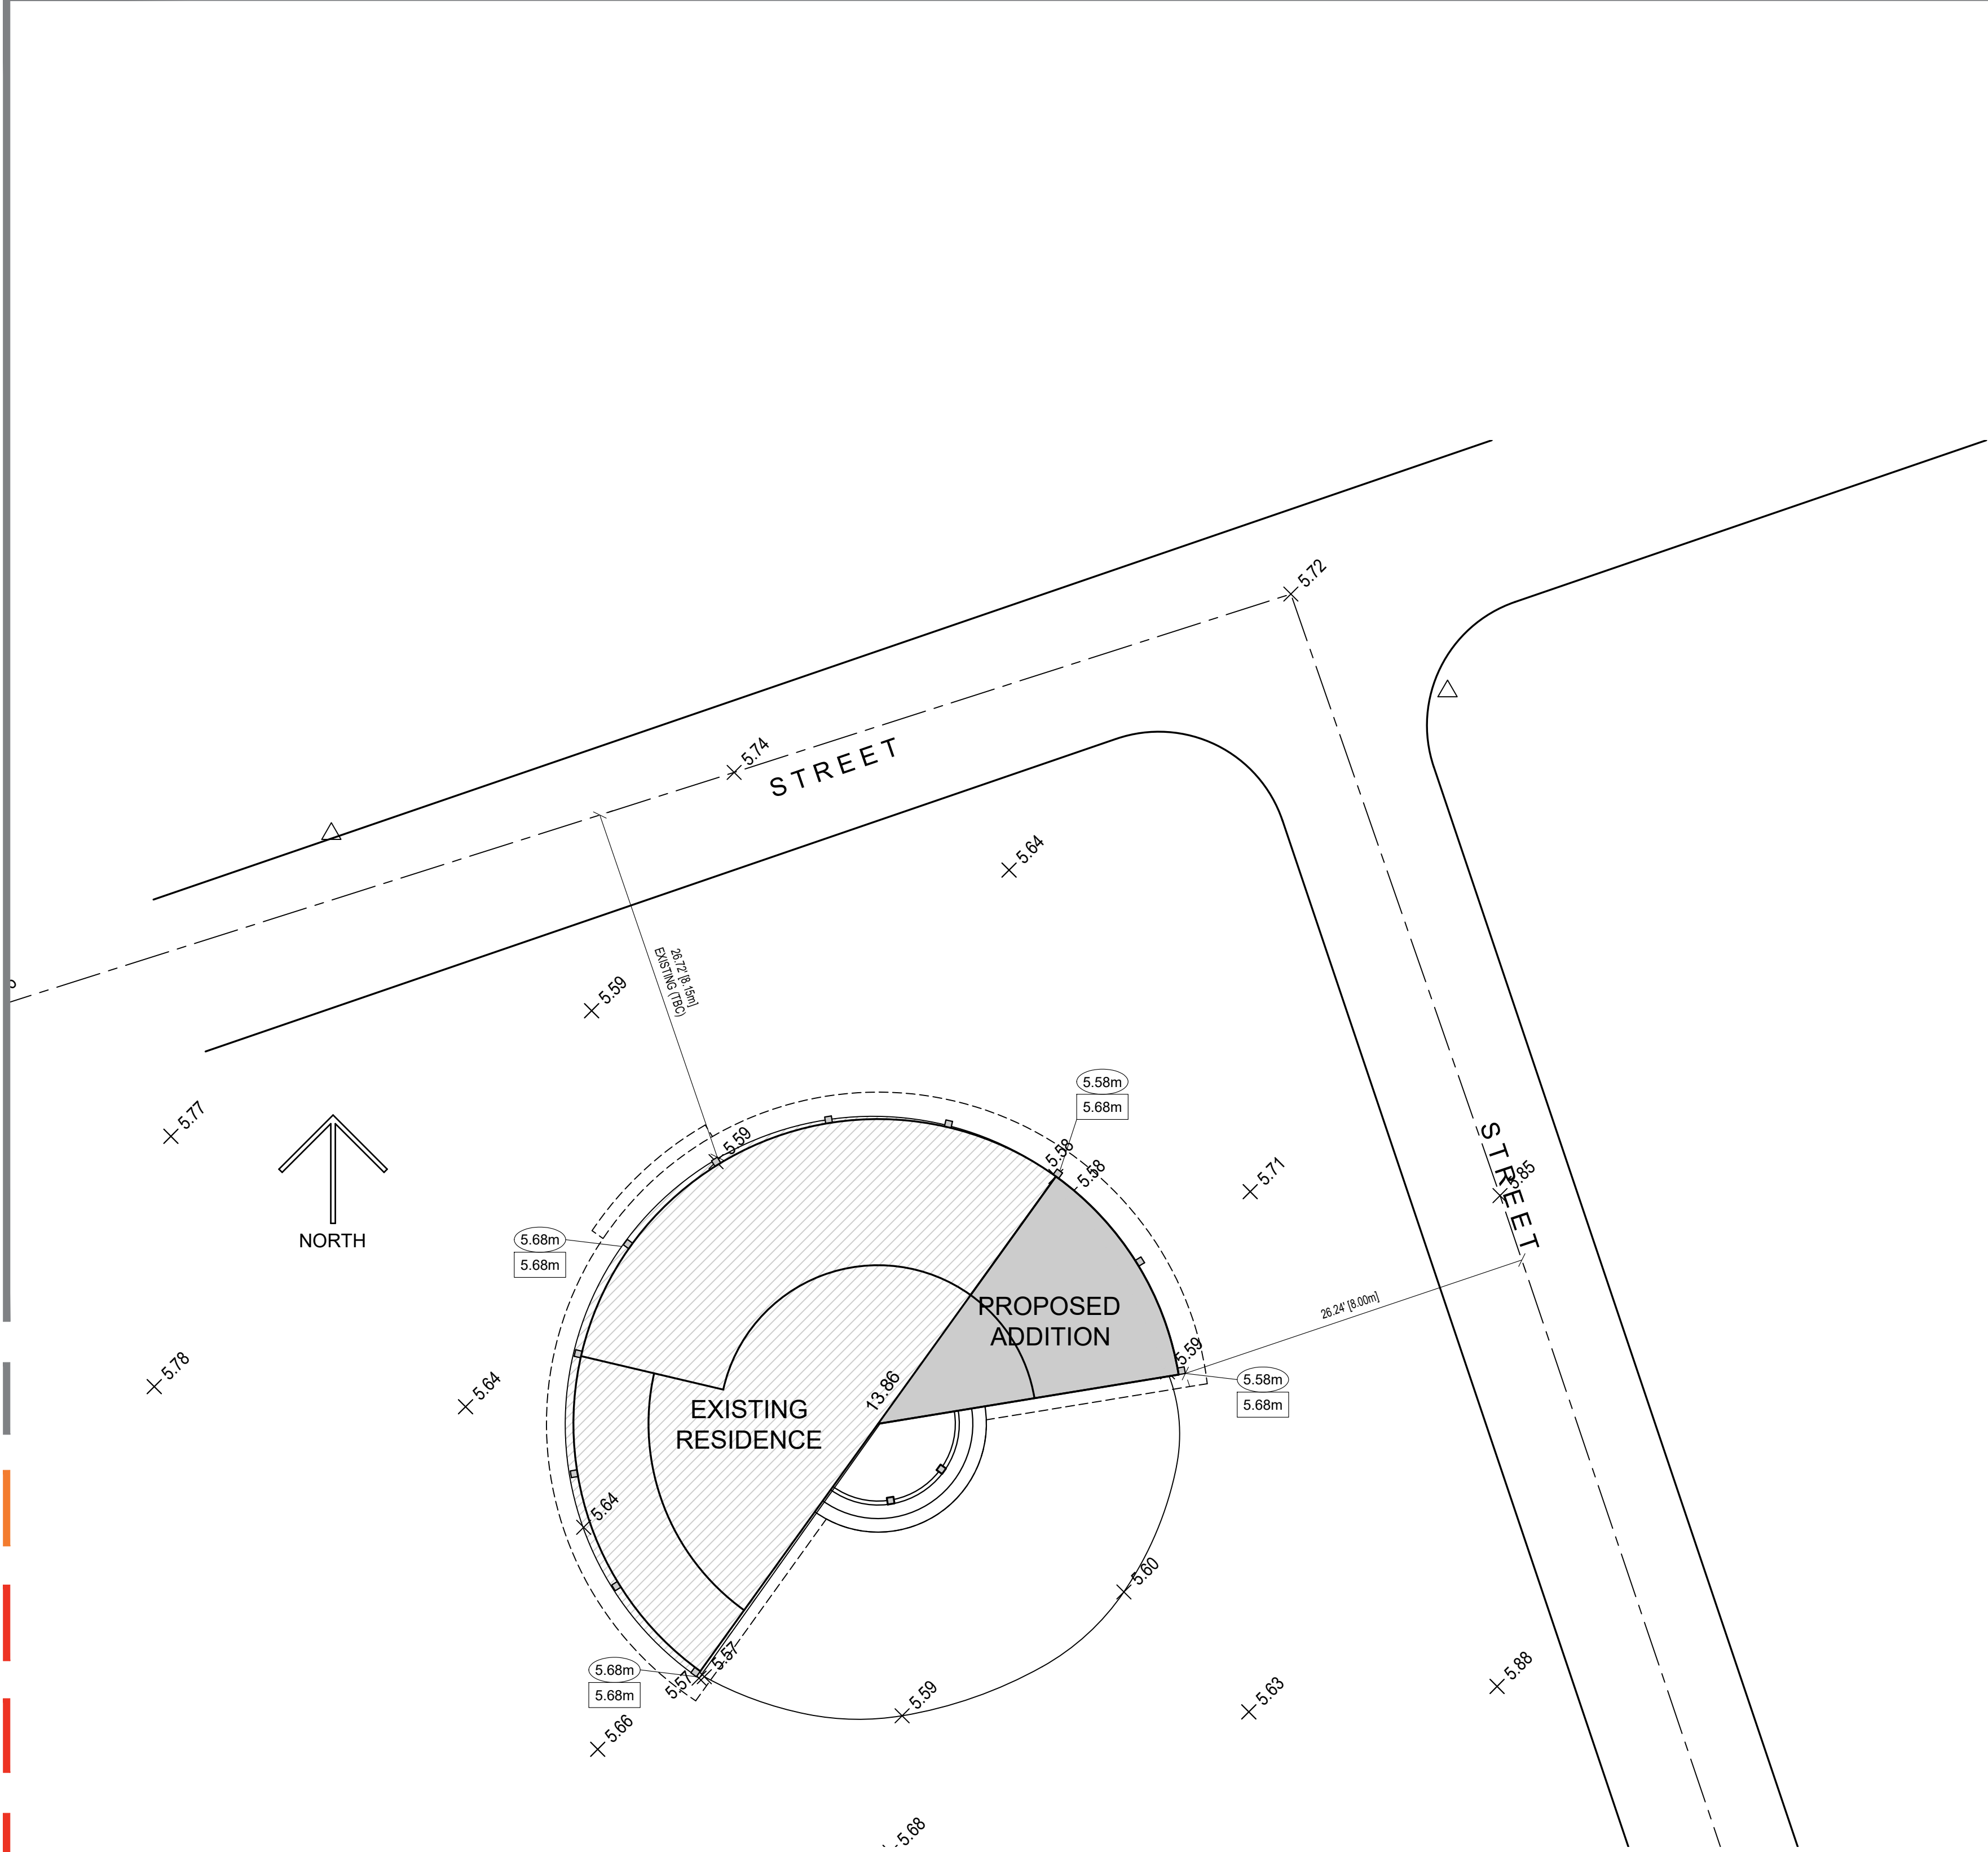 5.72
5.74
STREET
5.64
5.59
26.72' [8.15m]
EXISTING (TBC)
5.77
NORTH
5.59
5.58m
5.68m
5.58
5.58
5.71
STREET
5.85
5.68m
5.68m
26.24' [8.00m]
PROPOSED
ADDITION
5.59
5.58m
5.68m
5.78
5.64
13.86
EXISTING
RESIDENCE
5.64
5.60
5.57
5.57
5.68m
5.68m
5.66
5.59
5.63
5.88
5.68